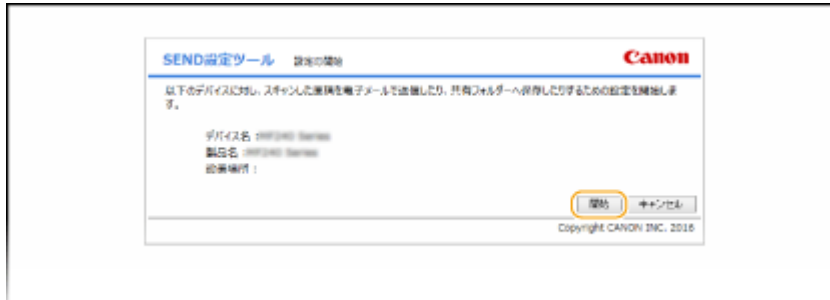 SEND設定ツール 設定の開始 Canon
以下のデバイスに対し、スキャンした原稿を電子メールで送信したり、共有フォルダーへ保存したりするための設定を開始しま
す。
デバイス名 :MF240 Series
製品名 :MF240 Series
設置場所 :
開始 キャンセル
Copyright CANON INC. 2016